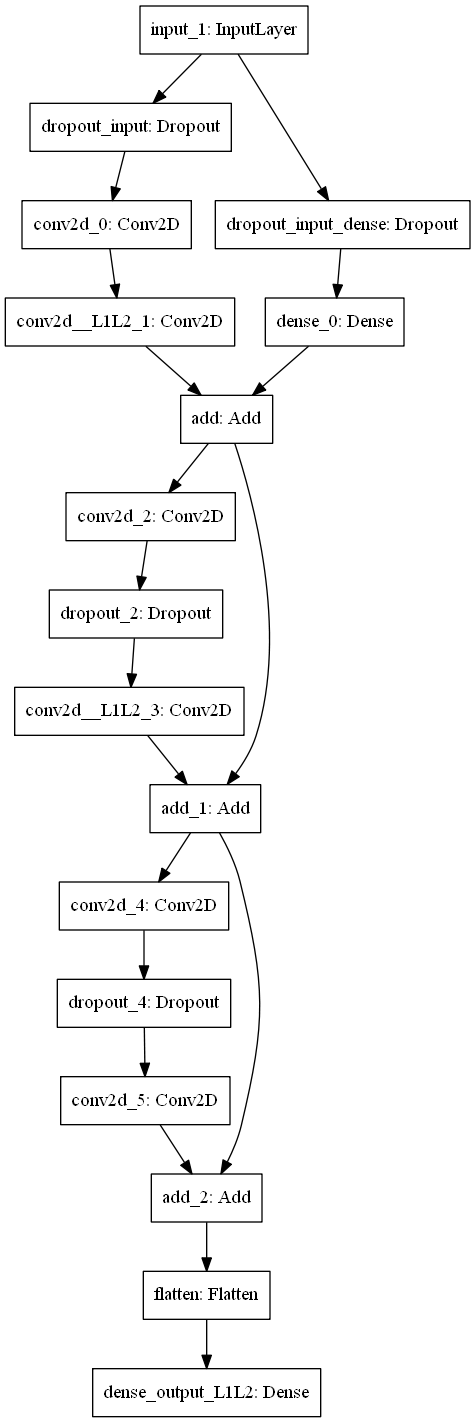 input_1: InputLayer
dropout_input: Dropout
conv2d_0: Conv2D
dropout_input_dense: Dropout
conv2d__L1L2_1: Conv2D
dense_0: Dense
add: Add
conv2d_2: Conv2D
dropout_2: Dropout
conv2d__L1L2_3: Conv2D
add_1: Add
conv2d_4: Conv2D
dropout_4: Dropout
conv2d_5: Conv2D
add_2: Add
flatten: Flatten
dense_output_L1L2: Dense